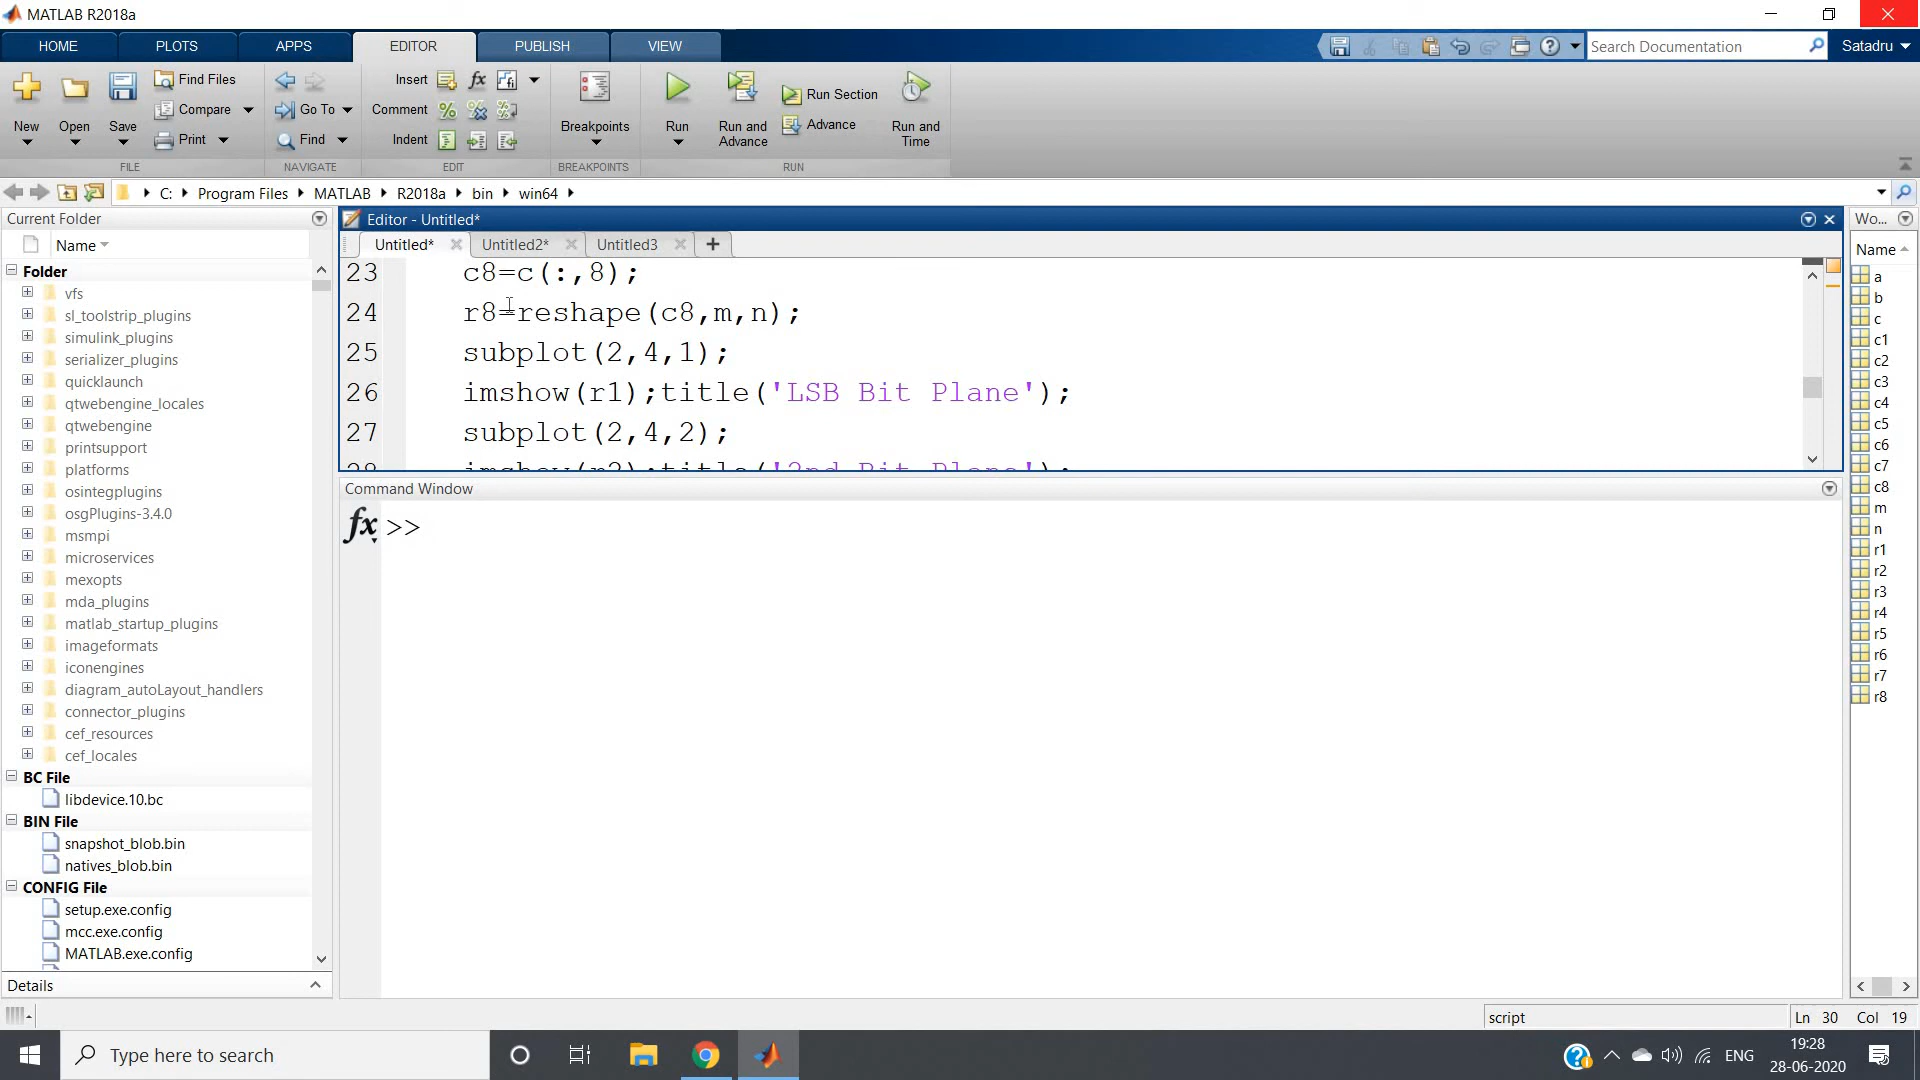 MATLAB R2018a
HOME PLOTS APPS EDITOR PUBLISH VIEW
Search Documentation
Satadru
New
Open
Save
Find Files
Compare
Print
Go To
Find
Insert
Comment
Indent
Breakpoints
Run
Run and Advance
Run Section
Advance
Run and Time
FILE NAVIGATE EDIT BREAKPOINTS RUN
C: Program Files MATLAB R2018a bin win64
Current Folder
Name
Folder
vfs
sl_toolstrip_plugins
simulink_plugins
serializer_plugins
quicklaunch
qtwebengine_locales
qtwebengine
printsupport
platforms
osintegplugins
osgPlugins-3.4.0
msmpi
microservices
mexopts
mda_plugins
matlab_startup_plugins
imageformats
iconengines
diagram_autoLayout_handlers
connector_plugins
cef_resources
cef_locales
BC File
libdevice.10.bc
BIN File
snapshot_blob.bin
natives_blob.bin
CONFIG File
setup.exe.config
mcc.exe.config
MATLAB.exe.config
Details
Editor - Untitled*
Untitled* Untitled2* Untitled3
23 c8=c(:,8);
24 r8=reshape(c8,m,n);
25 subplot(2,4,1);
26 imshow(r1);title('LSB Bit Plane');
27 subplot(2,4,2);
28 imshow(r2);title('2nd Bit Plane');
Command Window
fx >>
Wo...
Name
a
b
c
c1
c2
c3
c4
c5
c6
c7
c8
m
n
r1
r2
r3
r4
r5
r6
r7
r8
script
Ln 30 Col 19
Type here to search
ENG
19:28
28-06-2020